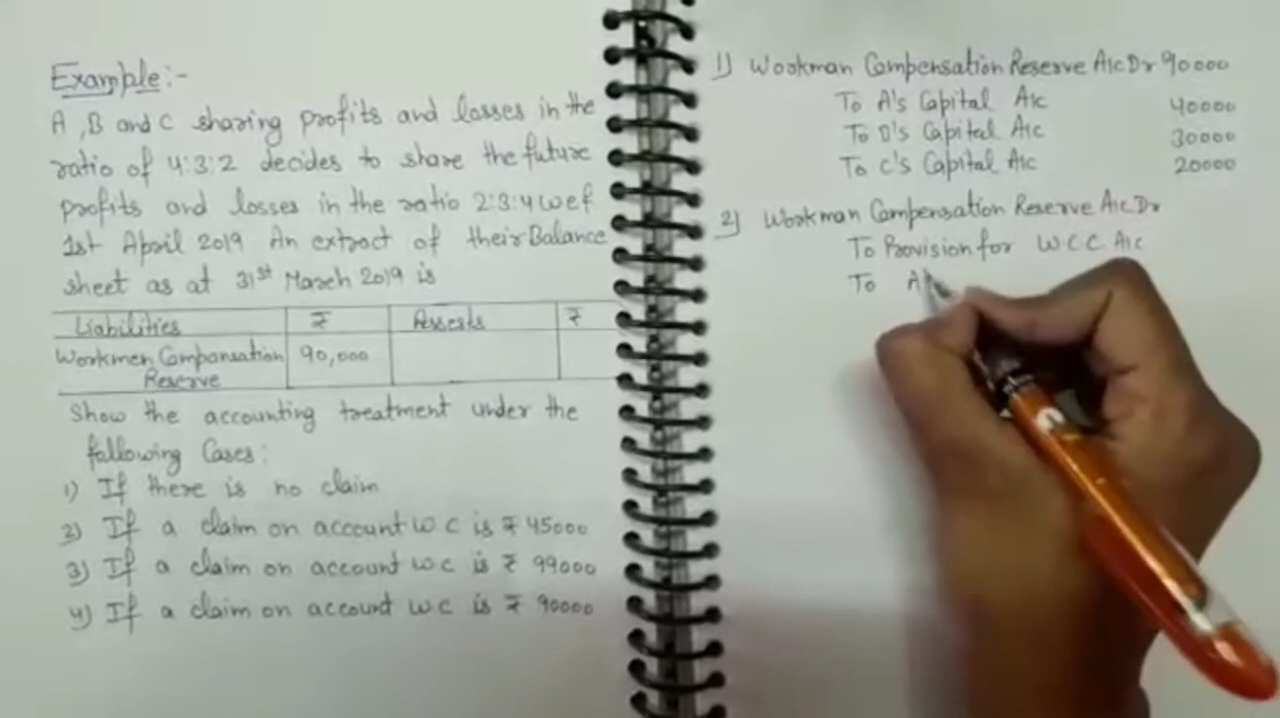 Example:-
A, B and C sharing profits and losses in the
ratio of 4:3:2 decides to share the future
profits and losses in the ratio 2:3:4 wef
1st April 2019 An extract of their Balance
sheet as at 31st March 2019 is
Liabilities ₹ Assests ₹
Workmen Compansation 90,000
Reserve
Show the accounting treatment under the
following Cases:
1) If there is no claim
2) If a claim on account WC is ₹ 45000
3) If a claim on account WC is ₹ 99000
4) If a claim on account WC is ₹ 90000
1) Workman Compensation Reserve A/c Dr 90000
To A's Capital A/c 40000
To B's Capital A/c 30000
To C's Capital A/c 20000
2) Workman Compensation Reserve A/c Dr
To Provision for W C C A/c
To A